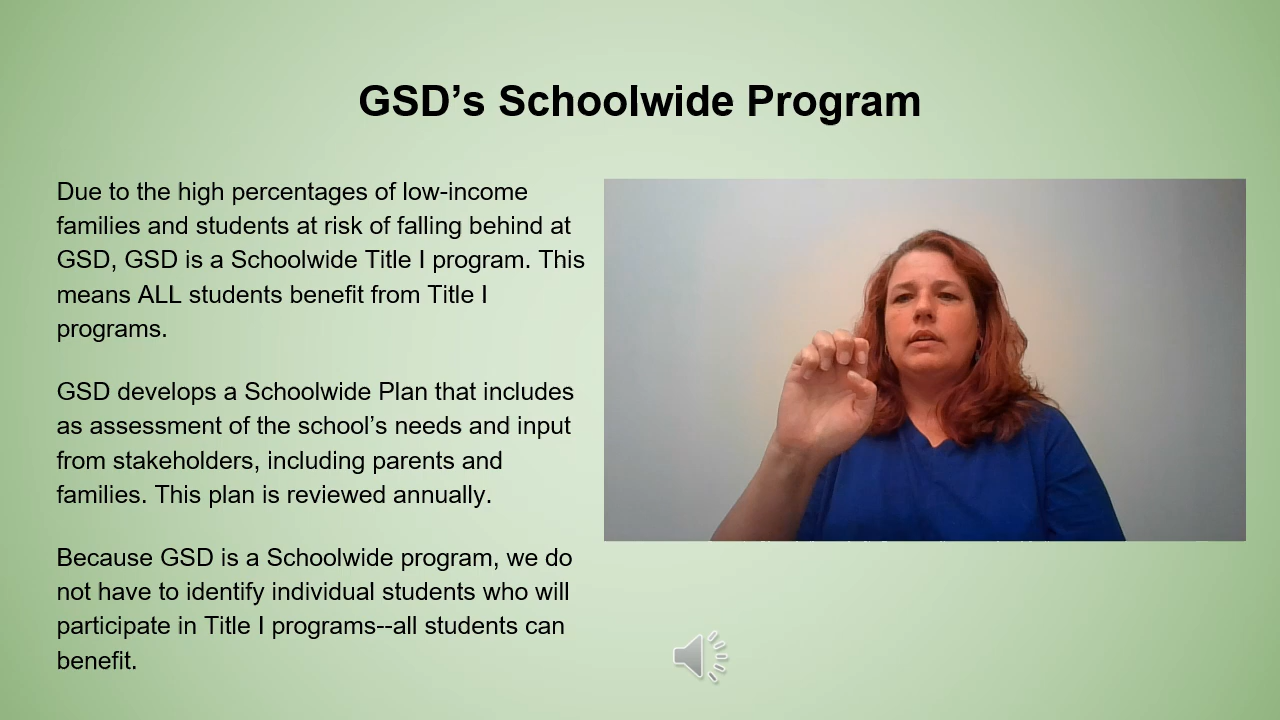 GSD’s Schoolwide Program
Due to the high percentages of low-income
families and students at risk of falling behind at
GSD, GSD is a Schoolwide Title I program. This
means ALL students benefit from Title I
programs.
GSD develops a Schoolwide Plan that includes
as assessment of the school’s needs and input
from stakeholders, including parents and
families. This plan is reviewed annually.
Because GSD is a Schoolwide program, we do
not have to identify individual students who will
participate in Title I programs--all students can
benefit.